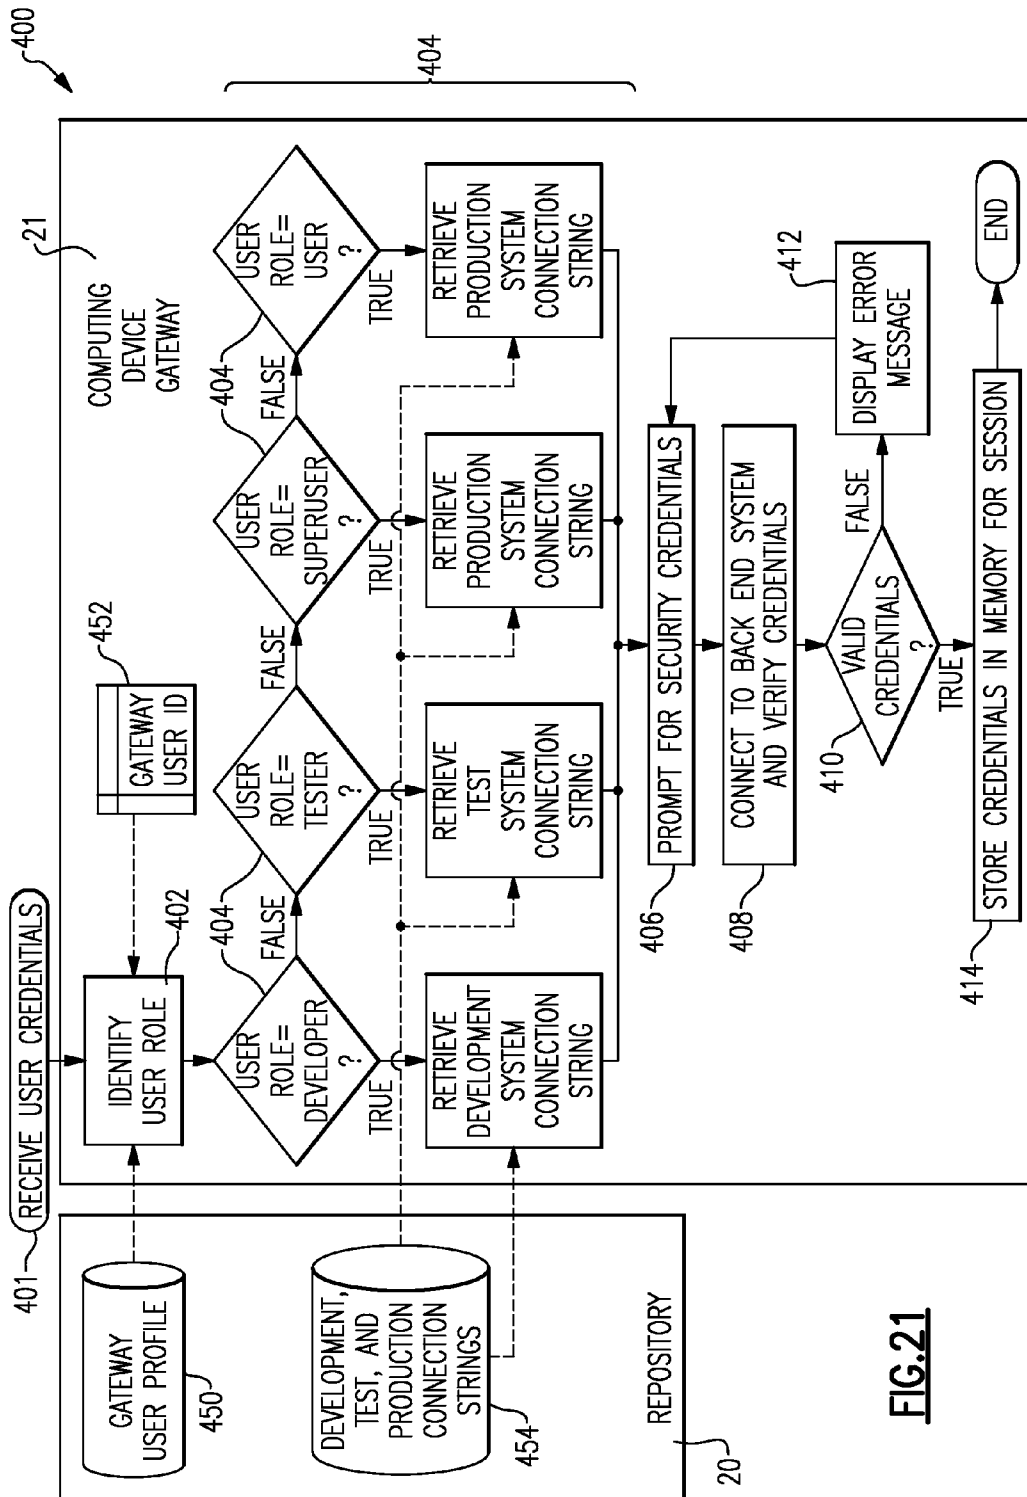 400
401
RECEIVE USER CREDENTIALS
21
COMPUTING
DEVICE
GATEWAY
GATEWAY
USER PROFILE
450
IDENTIFY
USER ROLE
402
GATEWAY
USER ID
452
404
USER
ROLE=
DEVELOPER
?
FALSE
TRUE
404
USER
ROLE=
TESTER
?
FALSE
TRUE
404
USER
ROLE=
SUPERUSER
?
FALSE
TRUE
404
USER
ROLE=
USER
?
TRUE
404
DEVELOPMENT,
TEST, AND
PRODUCTION
CONNECTION
STRINGS
454
RETRIEVE
DEVELOPMENT
SYSTEM
CONNECTION
STRING
RETRIEVE
TEST
SYSTEM
CONNECTION
STRING
RETRIEVE
PRODUCTION
SYSTEM
CONNECTION
STRING
RETRIEVE
PRODUCTION
SYSTEM
CONNECTION
STRING
REPOSITORY
20
406
PROMPT FOR SECURITY CREDENTIALS
408
CONNECT TO BACK END SYSTEM
AND VERIFY CREDENTIALS
410
VALID
CREDENTIALS
?
FALSE
TRUE
412
DISPLAY ERROR
MESSAGE
414
STORE CREDENTIALS IN MEMORY FOR SESSION
END
FIG.21